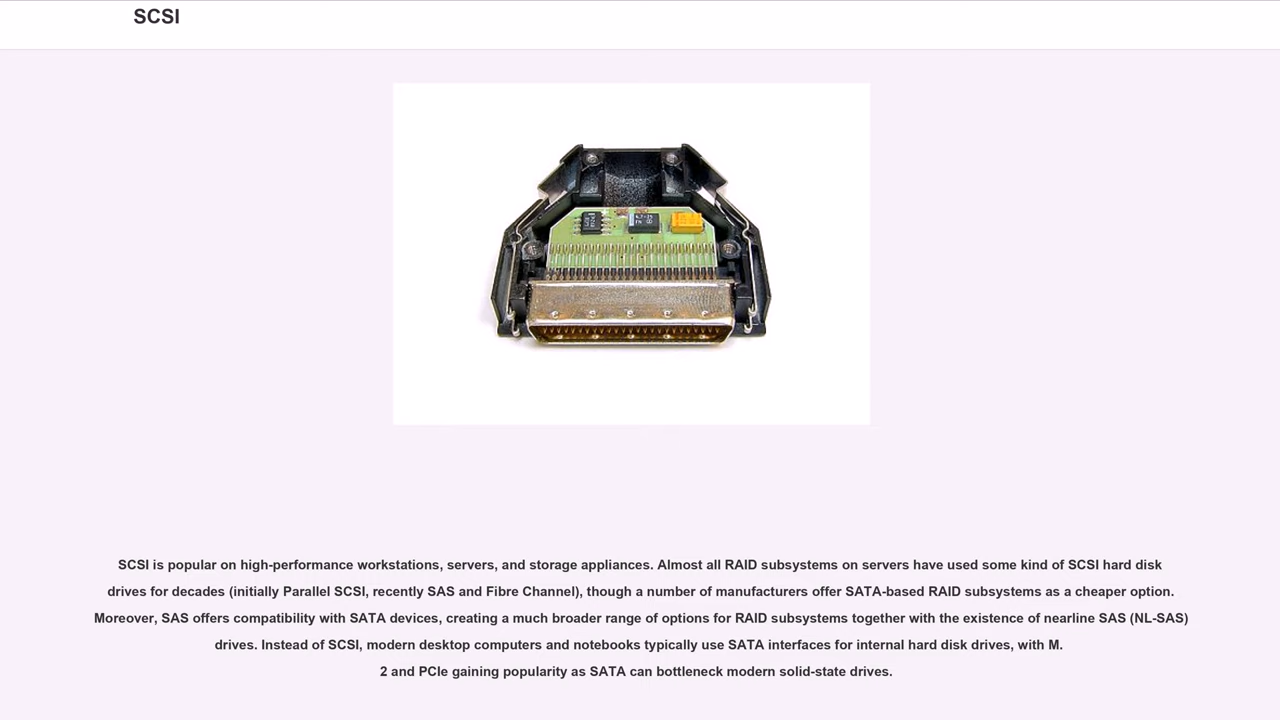 SCSI
SCSI is popular on high-performance workstations, servers, and storage appliances. Almost all RAID subsystems on servers have used some kind of SCSI hard disk
drives for decades (initially Parallel SCSI, recently SAS and Fibre Channel), though a number of manufacturers offer SATA-based RAID subsystems as a cheaper option.
Moreover, SAS offers compatibility with SATA devices, creating a much broader range of options for RAID subsystems together with the existence of nearline SAS (NL-SAS)
drives. Instead of SCSI, modern desktop computers and notebooks typically use SATA interfaces for internal hard disk drives, with M.
2 and PCIe gaining popularity as SATA can bottleneck modern solid-state drives.